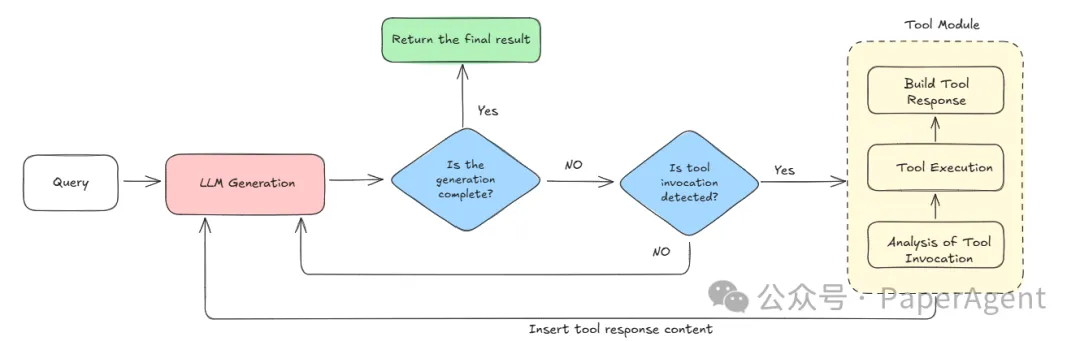 Tool Module
Return the final result
Build Tool
Response
Yes
Is the
generation
complete?
NO
Is tool
invocation
detected?
Yes
Query
LLM Generation
Tool Execution
NO
Analysis of Tool
Invocation
公众号 · PaperAgent
Insert tool response content